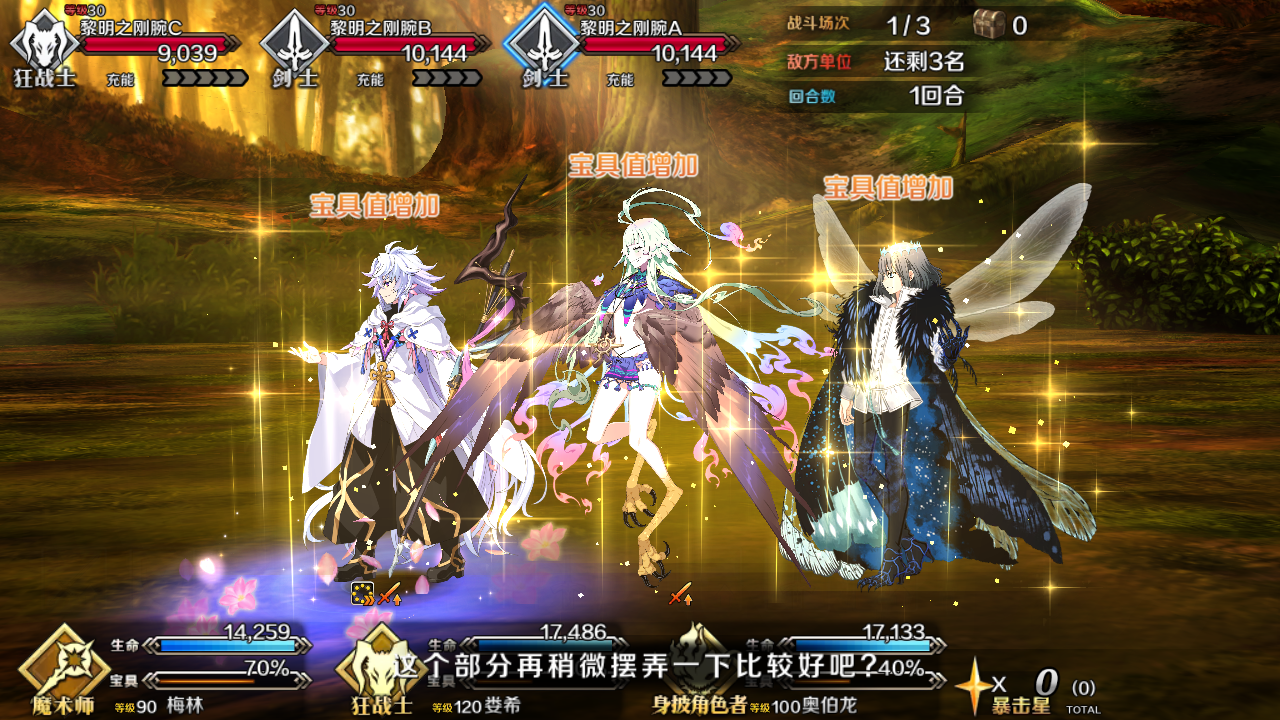 等级30
黎明之刚腕C
9,039
狂战士
充能
等级30
黎明之刚腕B
10,144
剑士
充能
等级30
黎明之刚腕A
10,144
剑士
充能
战斗场次 1/3 0
敌方单位 还剩3名
回合数 1回合
宝具值增加
宝具值增加
宝具值增加
生命 14,259
宝具 70%
魔术师 等级90 梅林
生命 17,486
宝具
狂战士 等级120 娄希
生命 17,133
宝具 40%
身披角色者 等级100 奥伯龙
这个部分再稍微摆弄一下比较好吧?
X 0 (0)
暴击星 TOTAL